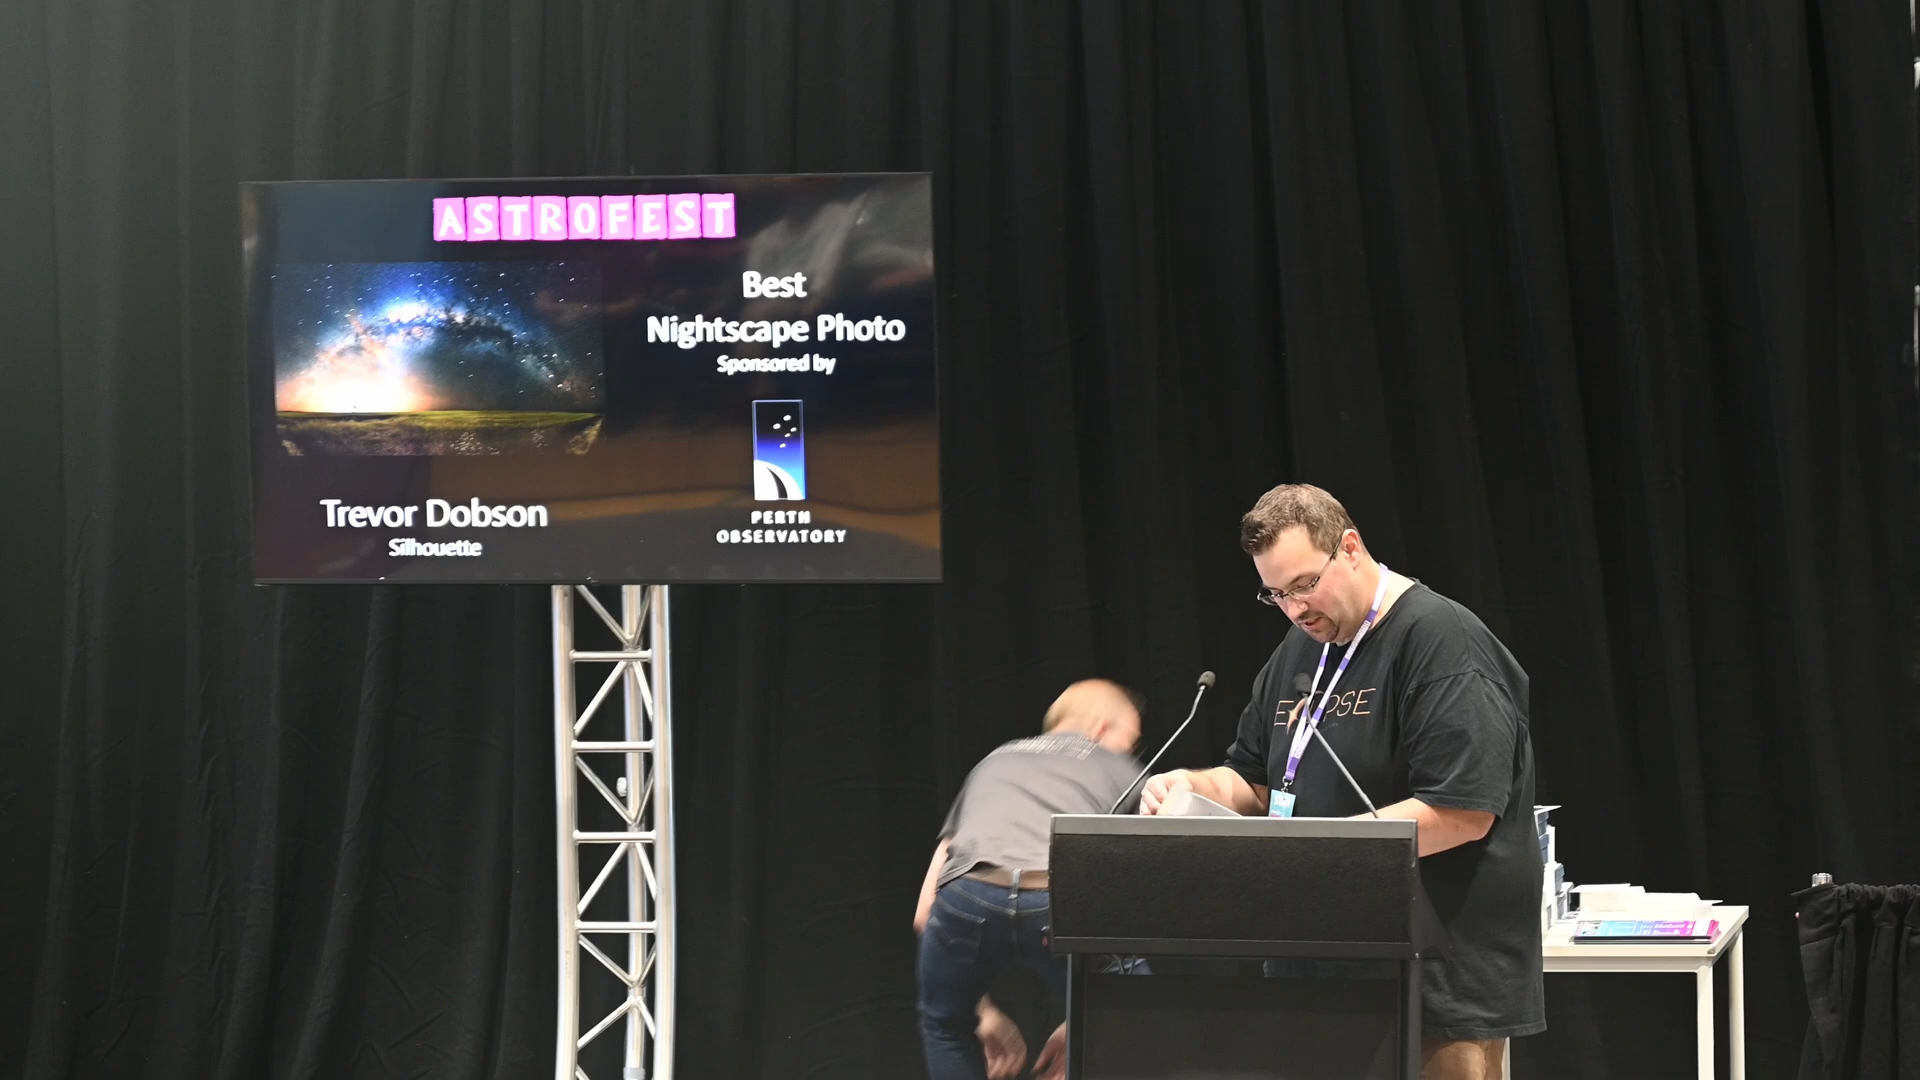 ASTROFEST
Best
Nightscape Photo
Sponsored by
PERTH
OBSERVATORY
Trevor Dobson
Silhouette